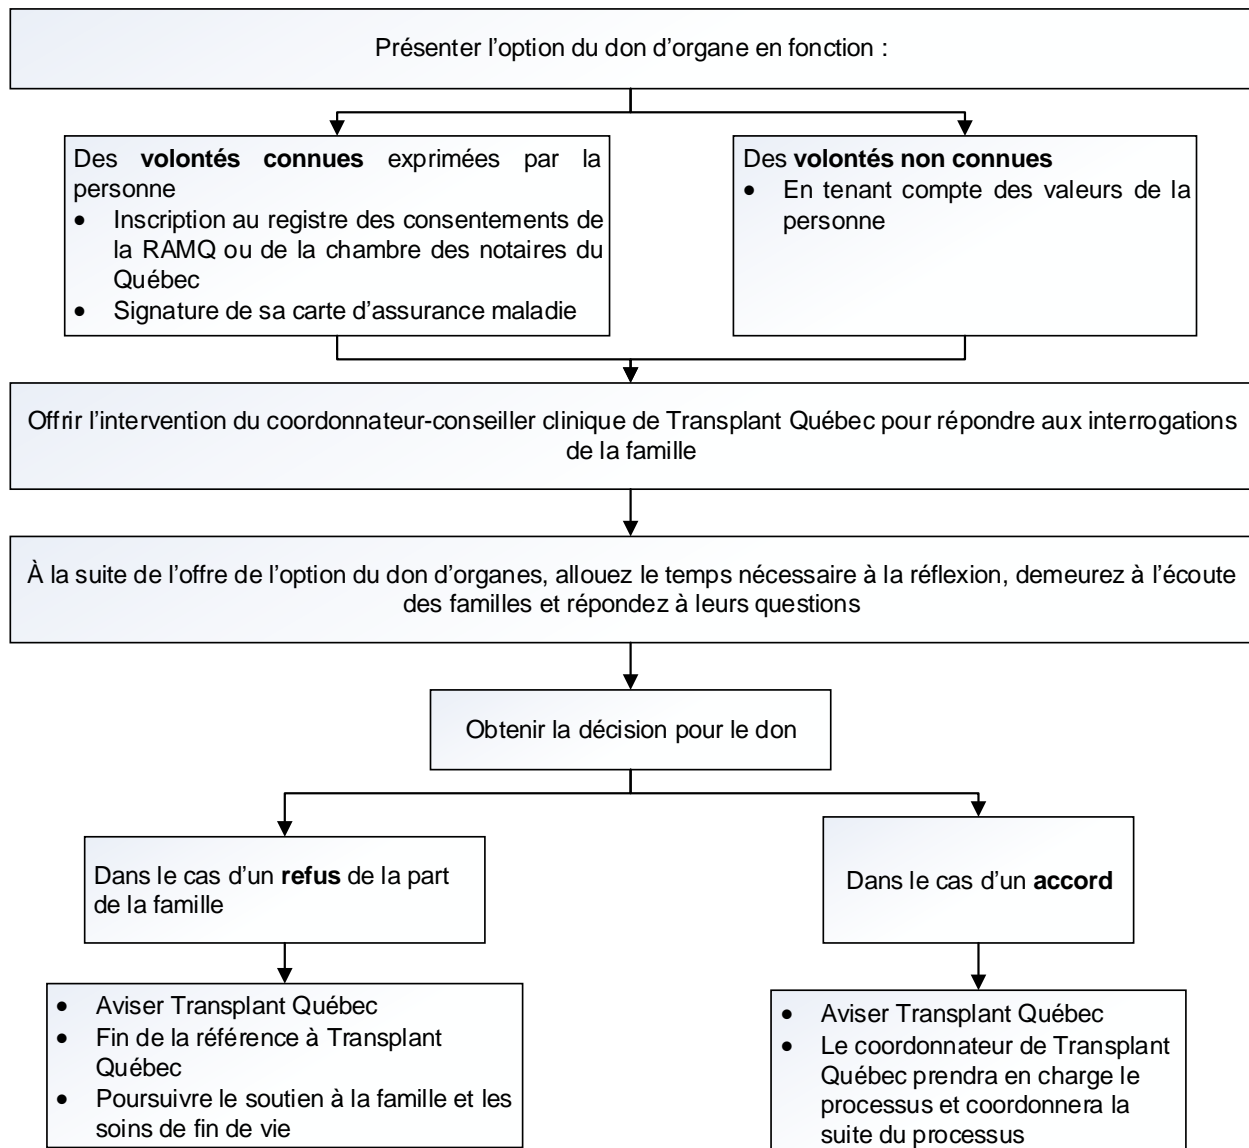 Présenter l'option du don d'organe en fonction :
Des volontés connues exprimées par la
personne
• Inscription au registre des consentements de
la RAMQ ou de la chambre des notaires du
Québec
• Signature de sa carte d'assurance maladie
Des volontés non connues
• En tenant compte des valeurs de la
personne
Offrir l'intervention du coordonnateur-conseiller clinique de Transplant Québec pour répondre aux interrogations
de la famille
À la suite de l'offre de l'option du don d'organes, allouez le temps nécessaire à la réflexion, demeurez à l'écoute
des familles et répondez à leurs questions
Obtenir la décision pour le don
Dans le cas d'un refus de la part
de la famille
Dans le cas d'un accord
• Aviser Transplant Québec
• Fin de la référence à Transplant
Québec
• Poursuivre le soutien à la famille et les
soins de fin de vie
• Aviser Transplant Québec
• Le coordonnateur de Transplant
Québec prendra en charge le
processus et coordonnera la
suite du processus